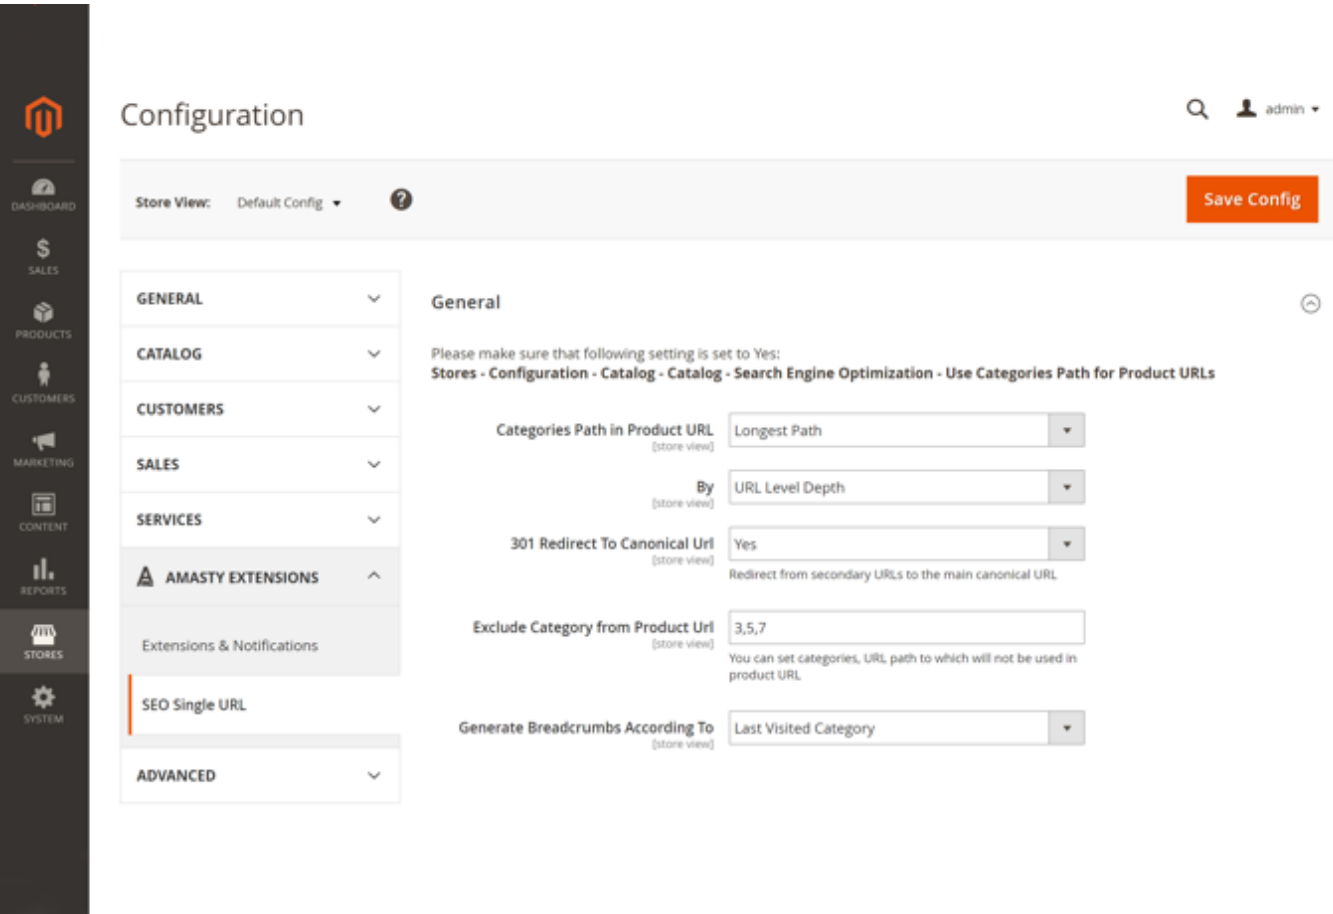 Configuration
admin
DASHBOARD
SALES
PRODUCTS
CUSTOMERS
MARKETING
CONTENT
REPORTS
STORES
SYSTEM
Store View: Default Config
?
Save Config
GENERAL
CATALOG
CUSTOMERS
SALES
SERVICES
AMASTY EXTENSIONS
Extensions & Notifications
SEO Single URL
ADVANCED
General
Please make sure that following setting is set to Yes:
Stores - Configuration - Catalog - Catalog - Search Engine Optimization - Use Categories Path for Product URLs
Categories Path in Product URL Longest Path
[store view]
By URL Level Depth
[store view]
301 Redirect To Canonical Url Yes
[store view]
Redirect from secondary URLs to the main canonical URL
Exclude Category from Product Url 3,5,7
[store view]
You can set categories, URL path to which will not be used in
product URL
Generate Breadcrumbs According To Last Visited Category
[store view]